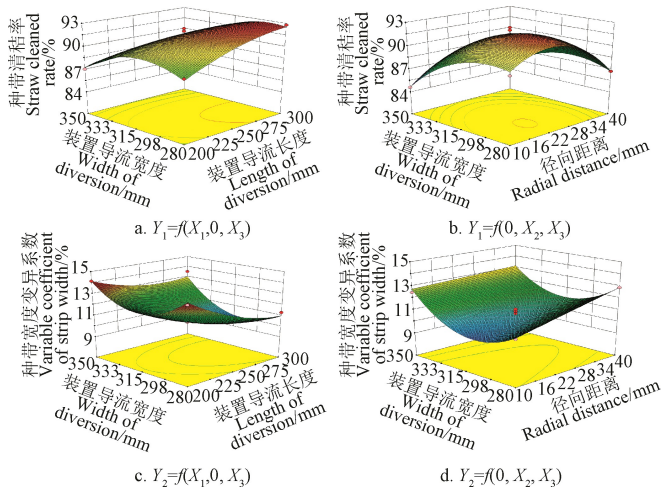 93
90
87
84
种带清秸率
Straw cleaned
rate/%
350
333
315
298
280
200
225
250
275
300
装置导流宽度
Width of
diversion/mm
装置导流长度
Length of
diversion/mm
a. Y₁=f(X₁,0, X₃)
93
90
87
84
种带清秸率
Straw cleaned
rate/%
350
333
315
298
280
10
16
22
28
34
40
装置导流宽度
Width of
diversion/mm
径向距离
Radial distance/mm
b. Y₁=f(0, X₂, X₃)
15
13
11
9
种带宽度变异系数
Variable coefficient
of strip width/%
350
333
315
298
280
200
225
250
275
300
装置导流宽度
Width of
diversion/mm
装置导流长度
Length of
diversion/mm
c. Y₂=f(X₁,0, X₃)
15
13
11
9
种带宽度变异系数
Variable coefficient
of strip width/%
350
333
315
298
280
10
16
22
28
34
40
装置导流宽度
Width of
diversion/mm
径向距离
Radial distance/mm
d. Y₂=f(0, X₂, X₃)